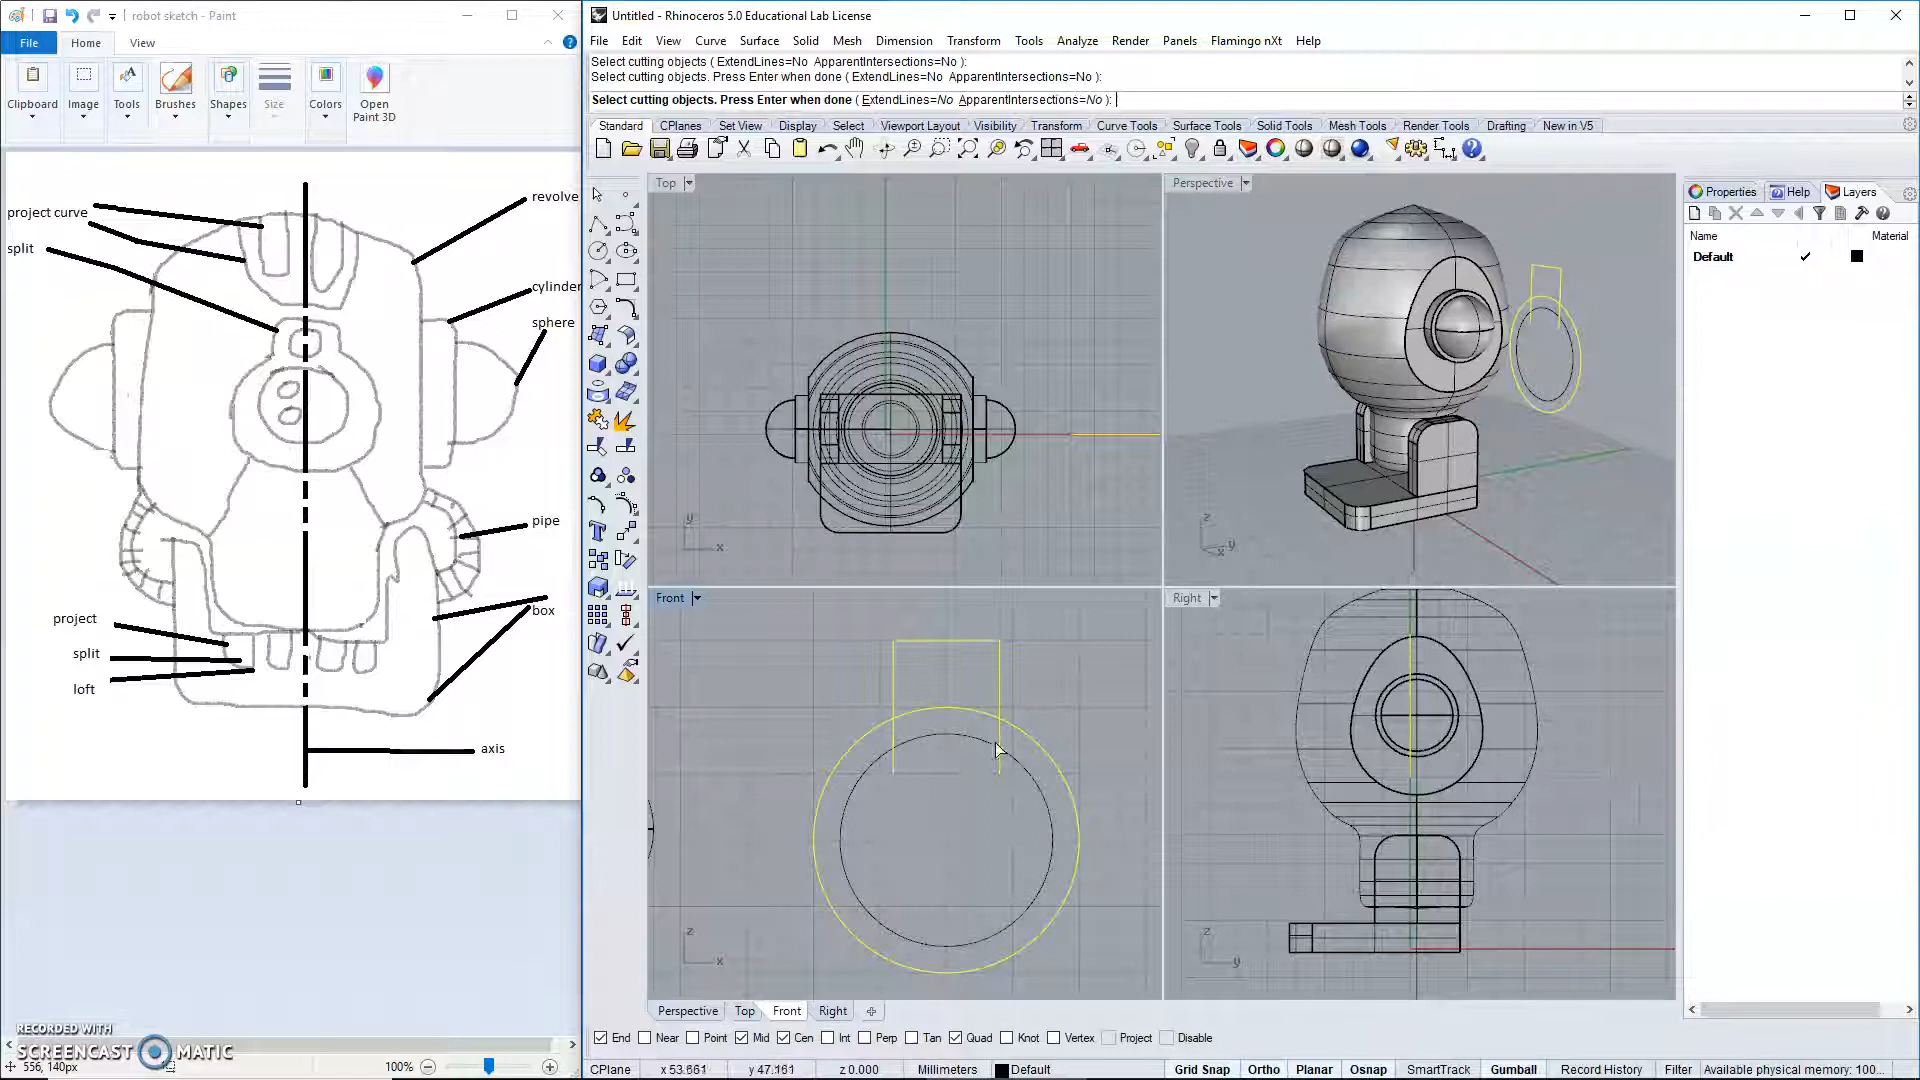 robot sketch - Paint
File Home View
Clipboard Image Tools Brushes Shapes Size Colors Open Paint 3D
project curve
split
revolve
cylinder
sphere
pipe
box
project
split
loft
axis
RECORDED WITH
SCREENCAST MATIC
556, 140px
100%
Untitled - Rhinoceros 5.0 Educational Lab License
File Edit View Curve Surface Solid Mesh Dimension Transform Tools Analyze Render Panels Flamingo nXt Help
Select cutting objects ( ExtendLines=No ApparentIntersections=No ):
Select cutting objects. Press Enter when done ( ExtendLines=No ApparentIntersections=No ):
Select cutting objects. Press Enter when done ( ExtendLines=No ApparentIntersections=No ):
Standard CPlanes Set View Display Select Viewport Layout Visibility Transform Curve Tools Surface Tools Solid Tools Mesh Tools Render Tools Drafting New in V5
Top
y
x
Perspective
z
y
x
Front
z
x
Right
z
y
Properties Help Layers
Name Material
Default
Perspective Top Front Right
End Near Point Mid Cen Int Perp Tan Quad Knot Vertex Project Disable
CPlane x 53.861 y 47.161 z 0.000 Millimeters Default Grid Snap Ortho Planar Osnap SmartTrack Gumball Record History Filter Available physical memory: 100...